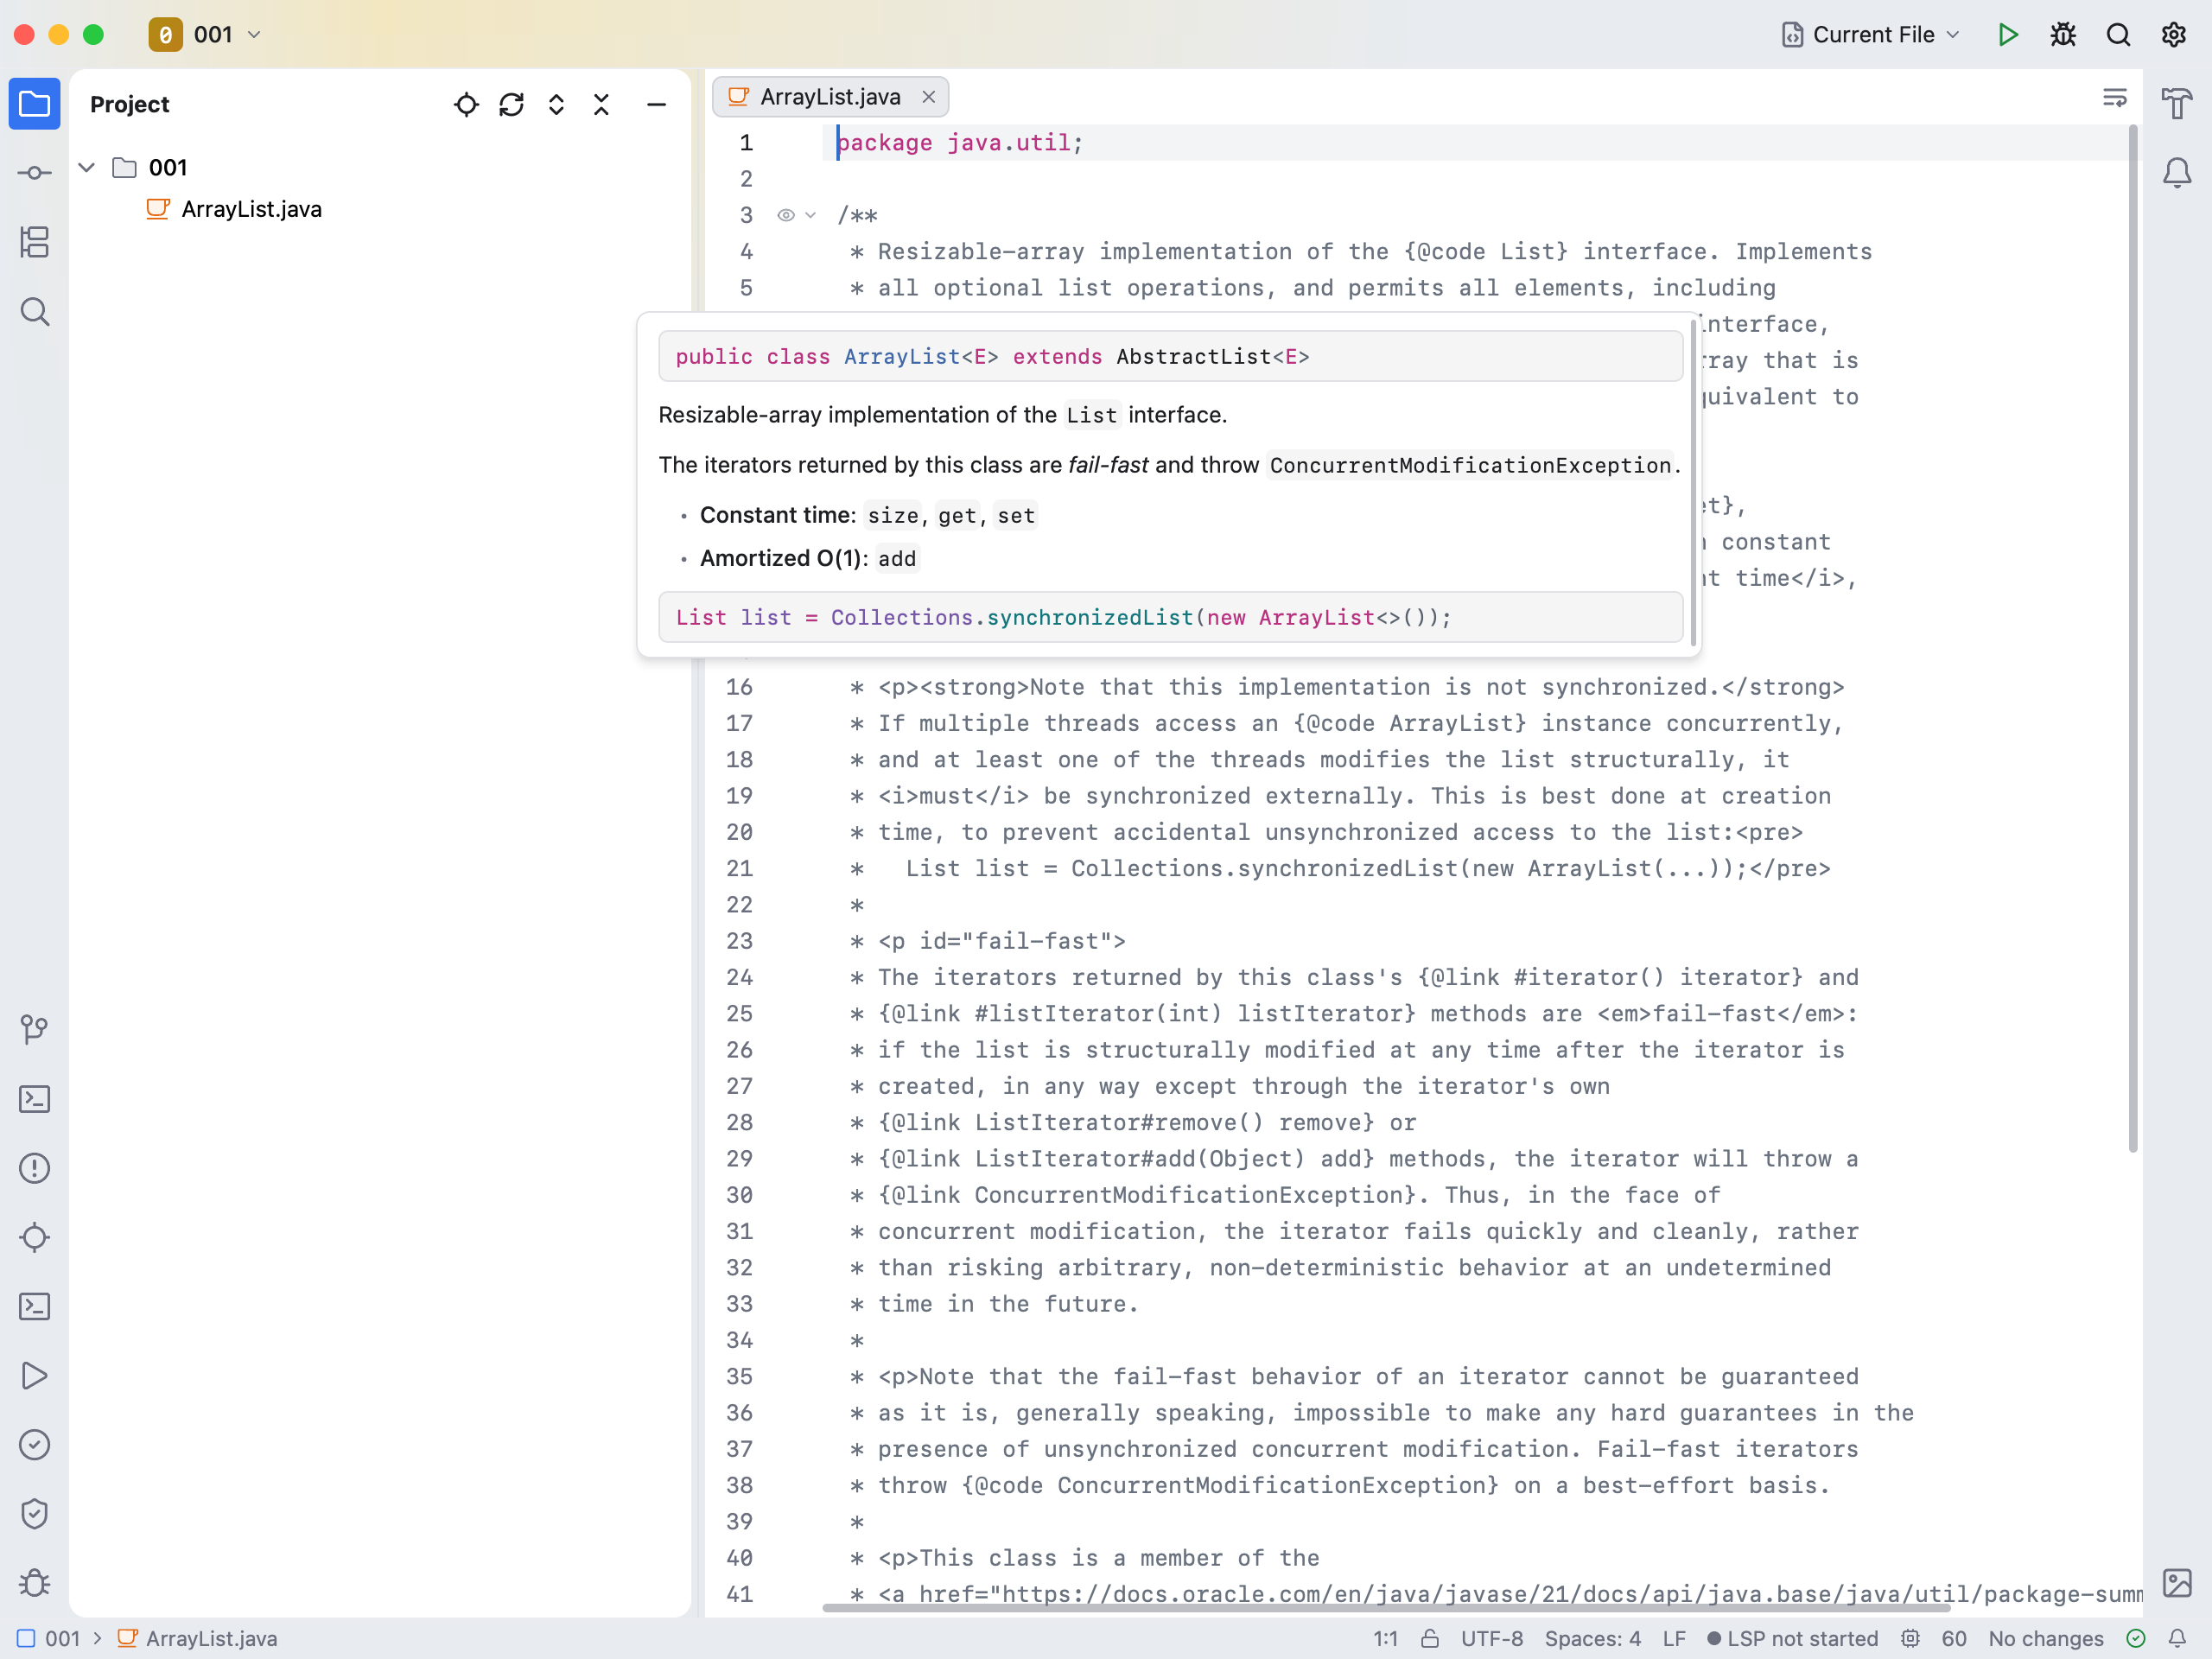 0 001
Current File
Project
001
ArrayList.java
ArrayList.java
1 package java.util;
2
3 /**
4 * Resizable-array implementation of the {@code List} interface. Implements
5 * all optional list operations, and permits all elements, including
interface,
ray that is
quivalent to
et},
constant
nt time</i>,
public class ArrayList<E> extends AbstractList<E>
Resizable-array implementation of the List interface.
The iterators returned by this class are fail-fast and throw ConcurrentModificationException.
• Constant time: size, get, set
• Amortized O(1): add
List list = Collections.synchronizedList(new ArrayList<>());
16 * <p><strong>Note that this implementation is not synchronized.</strong>
17 * If multiple threads access an {@code ArrayList} instance concurrently,
18 * and at least one of the threads modifies the list structurally, it
19 * <i>must</i> be synchronized externally. This is best done at creation
20 * time, to prevent accidental unsynchronized access to the list:<pre>
21 *   List list = Collections.synchronizedList(new ArrayList(...));</pre>
22 *
23 * <p id="fail-fast">
24 * The iterators returned by this class's {@link #iterator() iterator} and
25 * {@link #listIterator(int) listIterator} methods are <em>fail-fast</em>:
26 * if the list is structurally modified at any time after the iterator is
27 * created, in any way except through the iterator's own
28 * {@link ListIterator#remove() remove} or
29 * {@link ListIterator#add(Object) add} methods, the iterator will throw a
30 * {@link ConcurrentModificationException}. Thus, in the face of
31 * concurrent modification, the iterator fails quickly and cleanly, rather
32 * than risking arbitrary, non-deterministic behavior at an undetermined
33 * time in the future.
34 *
35 * <p>Note that the fail-fast behavior of an iterator cannot be guaranteed
36 * as it is, generally speaking, impossible to make any hard guarantees in the
37 * presence of unsynchronized concurrent modification. Fail-fast iterators
38 * throw {@code ConcurrentModificationException} on a best-effort basis.
39 *
40 * <p>This class is a member of the
41 * <a href="https://docs.oracle.com/en/java/javase/21/docs/api/java.base/java/util/package-summ
001 > ArrayList.java
1:1 UTF-8 Spaces: 4 LF LSP not started 60 No changes